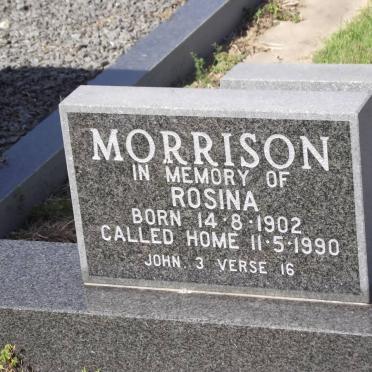 MORRISON
IN MEMORY OF
ROSINA
BORN 14·8·1902
CALLED HOME 11·5·1990
JOHN. 3 VERSE 16